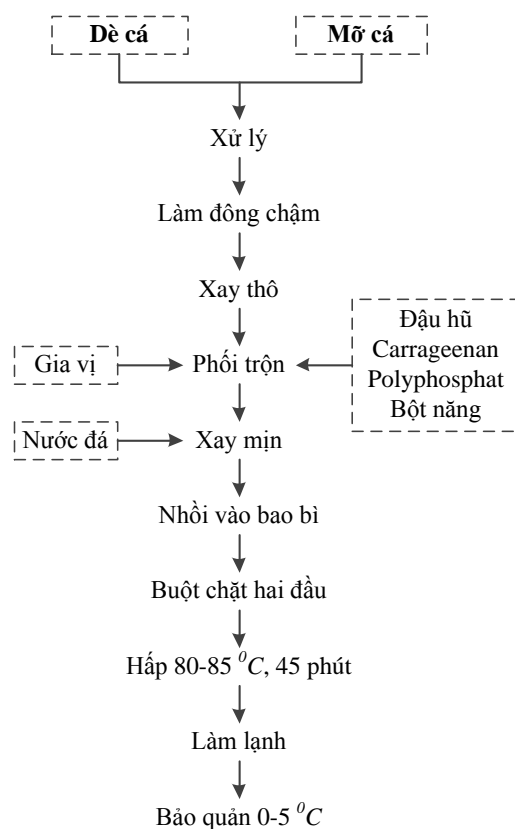 Dè cá
Mỡ cá
Xử lý
Làm đông chậm
Xay thô
Đậu hũ
Carrageenan
Polyphosphat
Bột năng
Gia vị
Phối trộn
Nước đá
Xay mịn
Nhồi vào bao bì
Buột chặt hai đầu
Hấp 80-85 ⁰C, 45 phút
Làm lạnh
Bảo quản 0-5 ⁰C